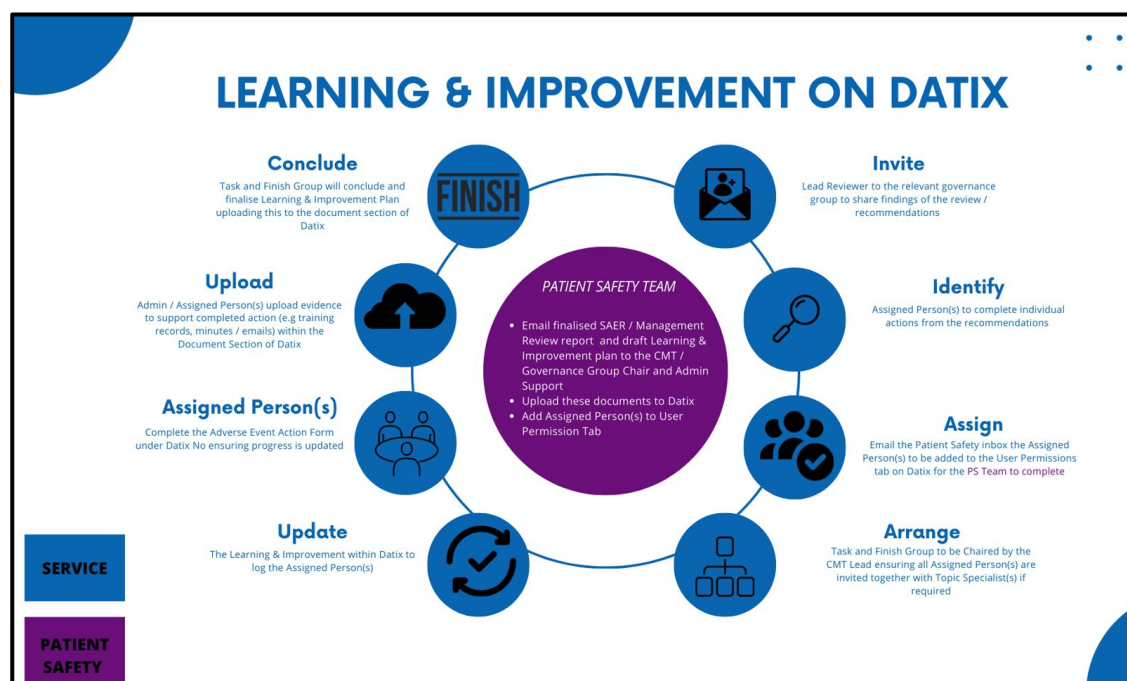 LEARNING & IMPROVEMENT ON DATIX
Conclude
Task and Finish Group will conclude and
finalise Learning & Improvement Plan
uploading this to the document section of
Datix
FINISH
Invite
Lead Reviewer to the relevant governance
group to share findings of the review /
recommendations
Upload
Admin / Assigned Person(s) upload evidence
to support completed action (e.g training
records, minutes / emails) within the
Document Section of Datix
PATIENT SAFETY TEAM
• Email finalised SAER / Management
Review report and draft Learning &
Improvement plan to the CMT /
Governance Group Chair and Admin
Support
• Upload these documents to Datix
• Add Assigned Person(s) to User
Permission Tab
Identify
Assigned Person(s) to complete individual
actions from the recommendations
Assigned Person(s)
Complete the Adverse Event Action Form
under Datix No ensuring progress is updated
Assign
Email the Patient Safety inbox the Assigned
Person(s) to be added to the User Permissions
tab on Datix for the PS Team to complete
Update
The Learning & Improvement within Datix to
log the Assigned Person(s)
Arrange
Task and Finish Group to be Chaired by the
CMT Lead ensuring all Assigned Person(s) are
invited together with Topic Specialist(s) if
required
SERVICE
PATIENT
SAFETY